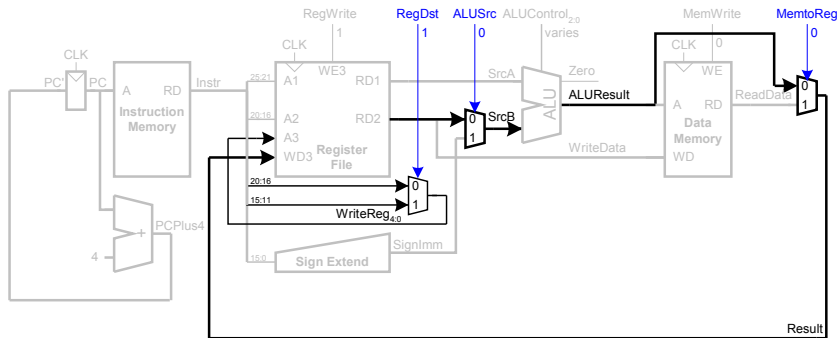 RegWrite
1
RegDst
1
ALUSrc
0
ALUControl2:0
varies
MemWrite
0
MemtoReg
0
CLK
PC'
PC
A
RD
Instruction
Memory
Instr
25:21
20:16
CLK
A1
A2
A3
WD3
WE3
RD1
RD2
Register
File
20:16
15:11
0
1
WriteReg4:0
15:0
Sign Extend
SignImm
0
1
SrcA
SrcB
ALU
Zero
ALUResult
WriteData
CLK
WE
A
RD
Data
Memory
WD
ReadData
0
1
+
4
PCPlus4
Result